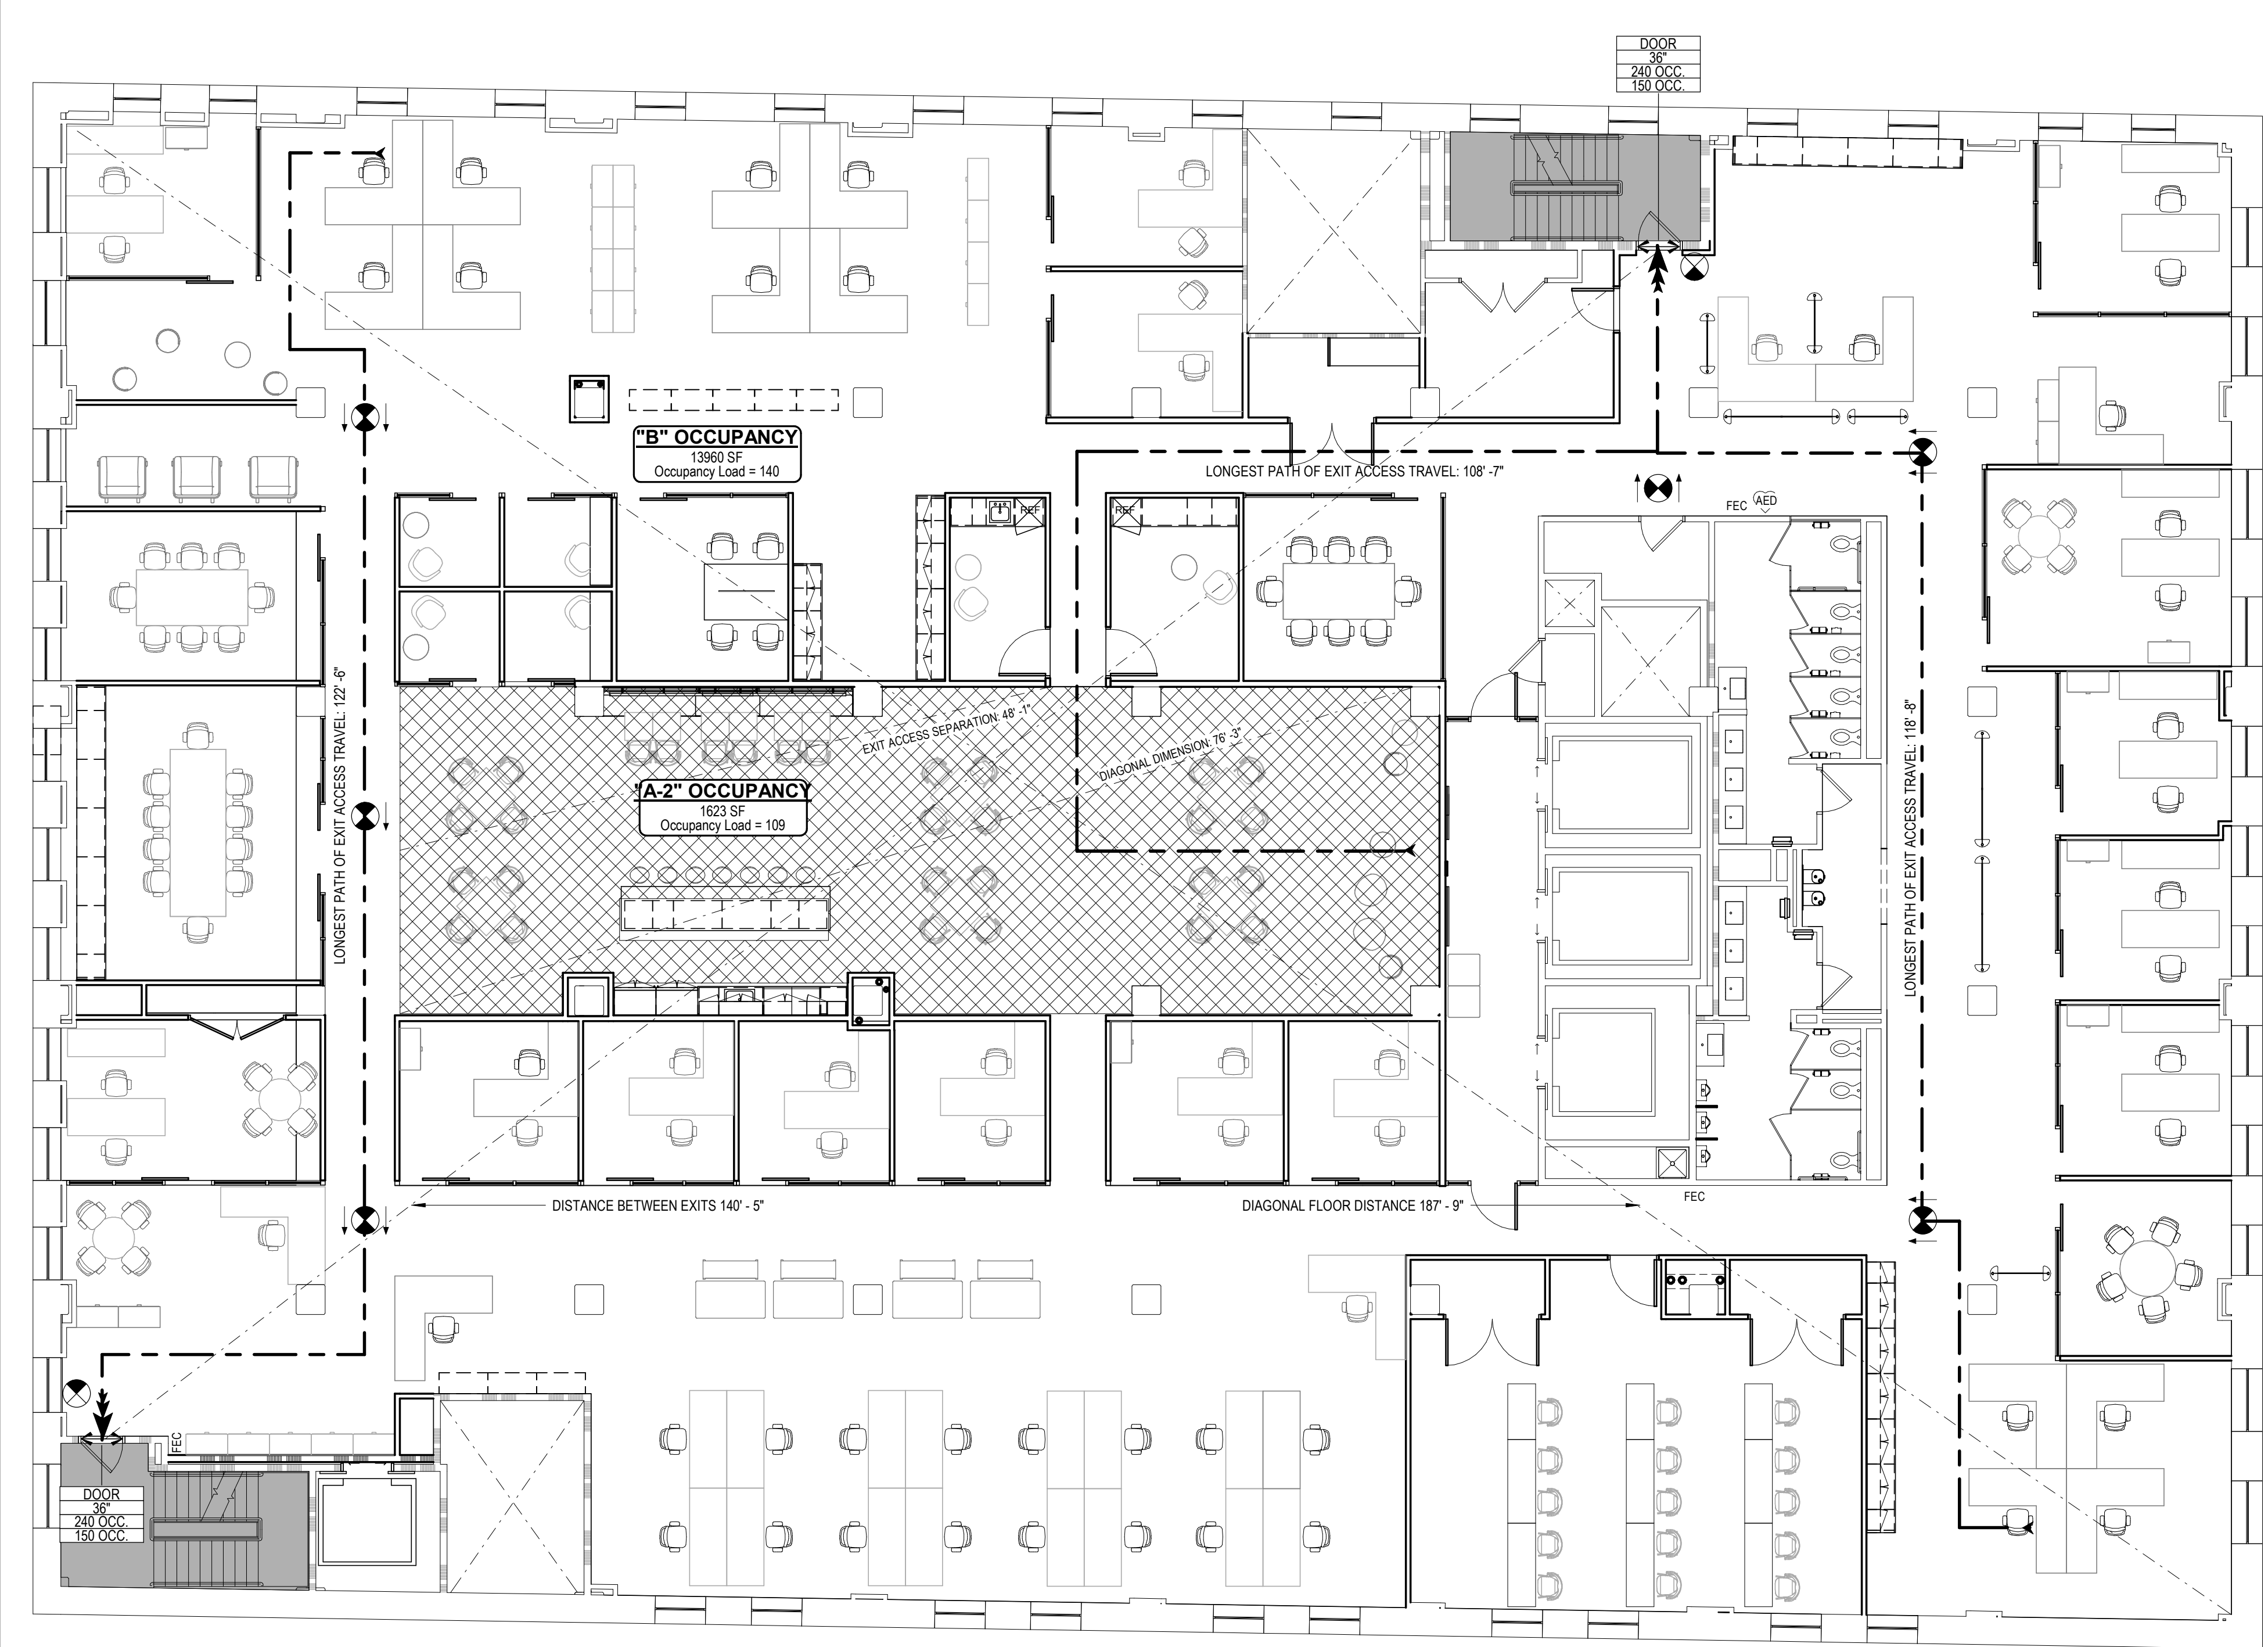 DOOR
36"
240 OCC.
150 OCC.
"B" OCCUPANCY
13960 SF
Occupancy Load = 140
LONGEST PATH OF EXIT ACCESS TRAVEL: 108' -7"
FEC
AED
REF
REF
LONGEST PATH OF EXIT ACCESS TRAVEL: 122' -6"
EXIT ACCESS SEPARATION: 48' -1"
DIAGONAL DIMENSION: 76' -3"
LONGEST PATH OF EXIT ACCESS TRAVEL: 118' -8"
"A-2" OCCUPANCY
1623 SF
Occupancy Load = 109
DISTANCE BETWEEN EXITS 140' - 5"
DIAGONAL FLOOR DISTANCE 187' - 9"
FEC
FEC
DOOR
36"
240 OCC.
150 OCC.